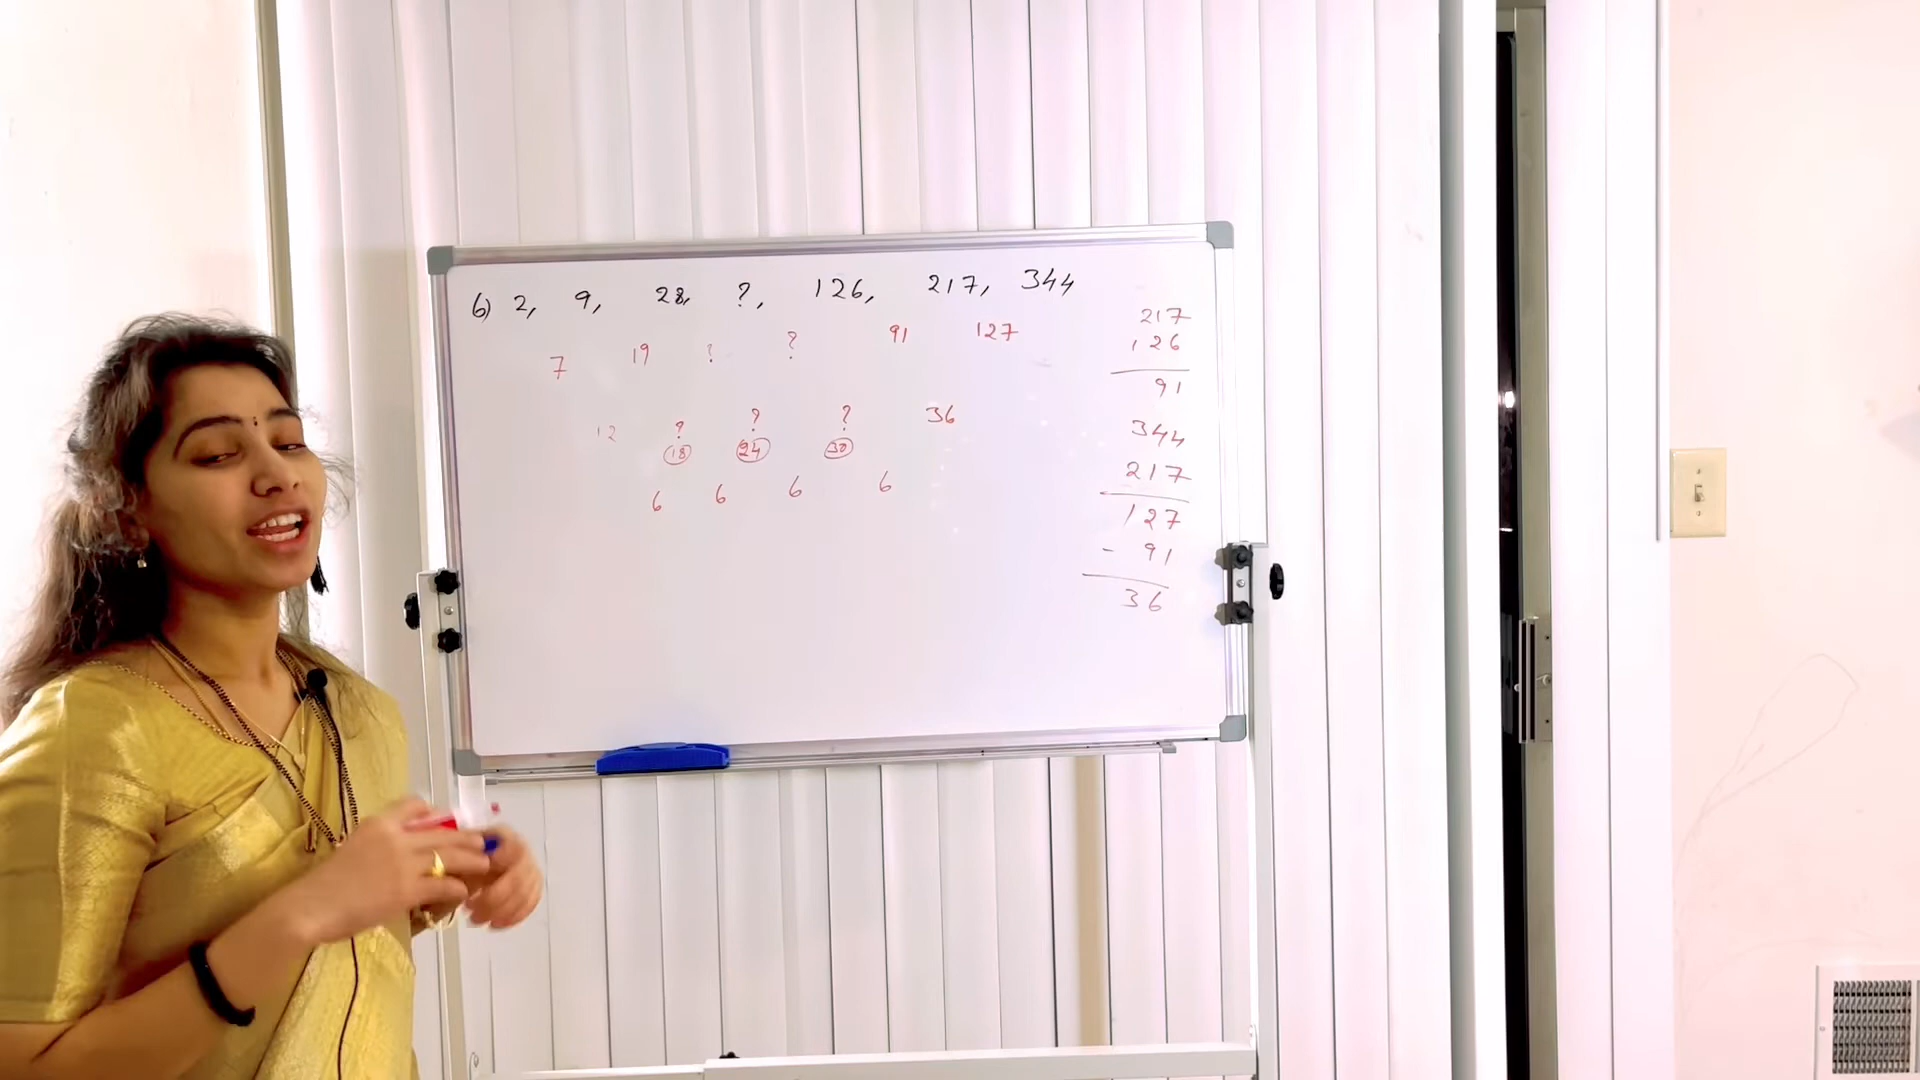 6) 2, 9, 28, ?, 126, 217, 344
7 19 ? ? 91 127
12 ? ? ? 36
18 24 30
6 6 6 6
217
126
91
344
217
127
- 91
36